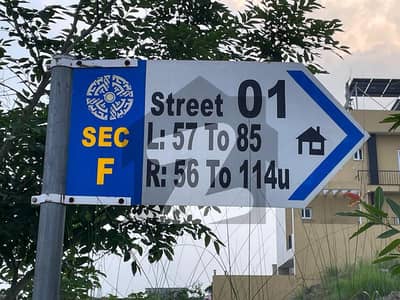 SEC
F
Street 01
L: 57 To 85
R: 56 To 114u